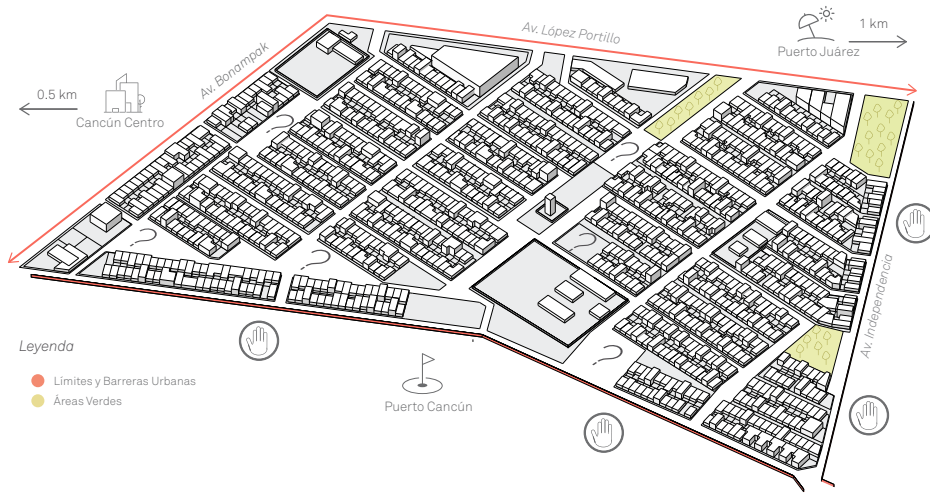 Av. López Portillo
1 km
Puerto Juárez
Av. Bonampak
0.5 km
Cancún Centro
Av. Independencia
Leyenda
Límites y Barreras Urbanas
Áreas Verdes
Puerto Cancún
?
?
?
?
?
?